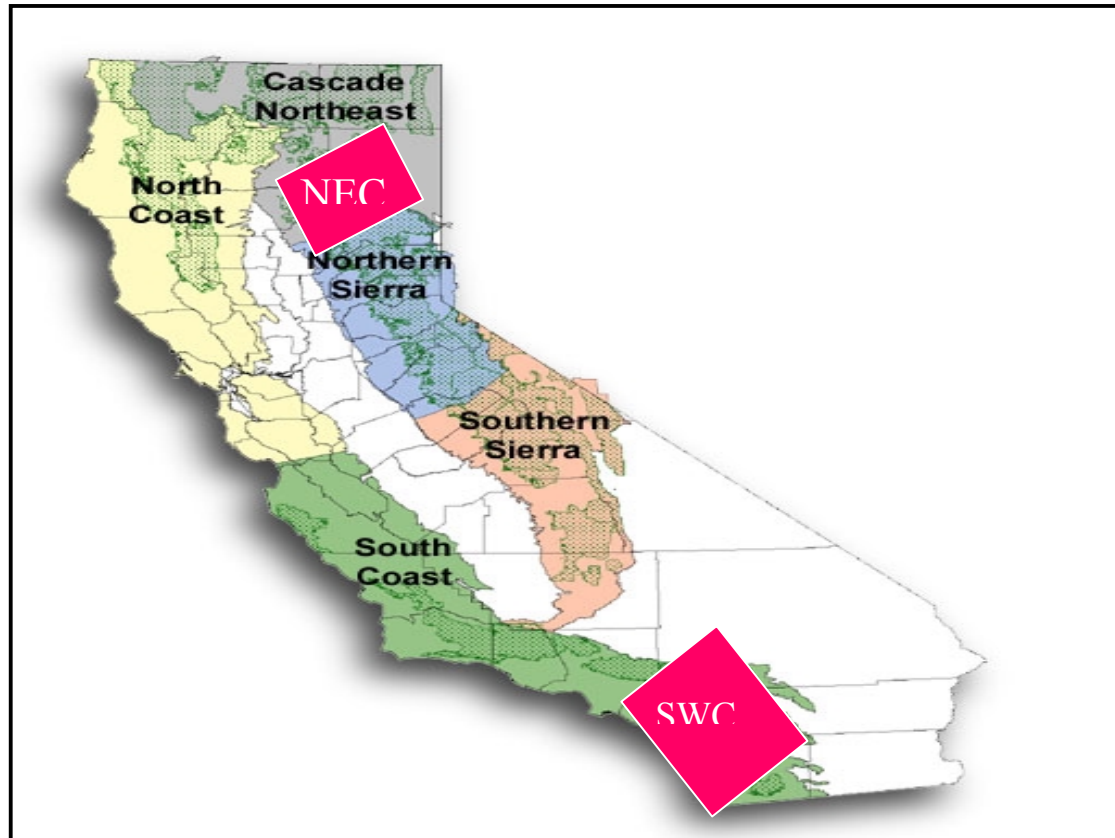 Cascade
Northeast
North
Coast
NEC
Northern
Sierra
Southern
Sierra
South
Coast
SWC